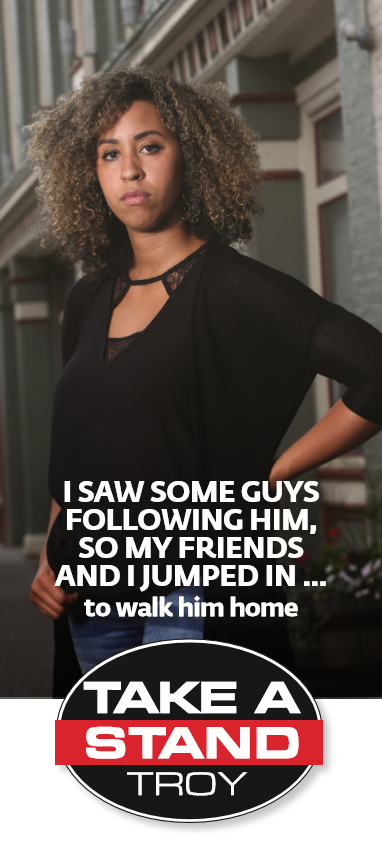 I SAW SOME GUYS
FOLLOWING HIM,
SO MY FRIENDS
AND I JUMPED IN ...
to walk him home
TAKE A
STAND
TROY